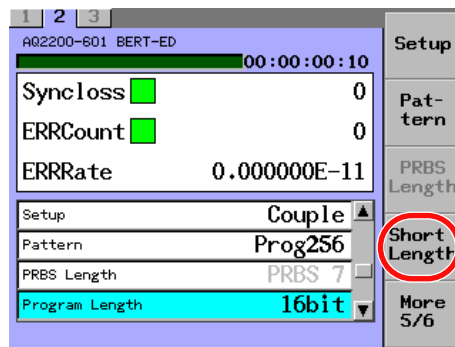 1 2 3
AQ2200-601 BERT-ED
00:00:00:10
Syncloss 0
ERRCount 0
ERRRate 0.000000E-11
Setup Couple
Pattern Prog256
PRBS Length PRBS 7
Program Length 16bit
Setup
Pat-
tern
PRBS
Length
Short
Length
More
5/6